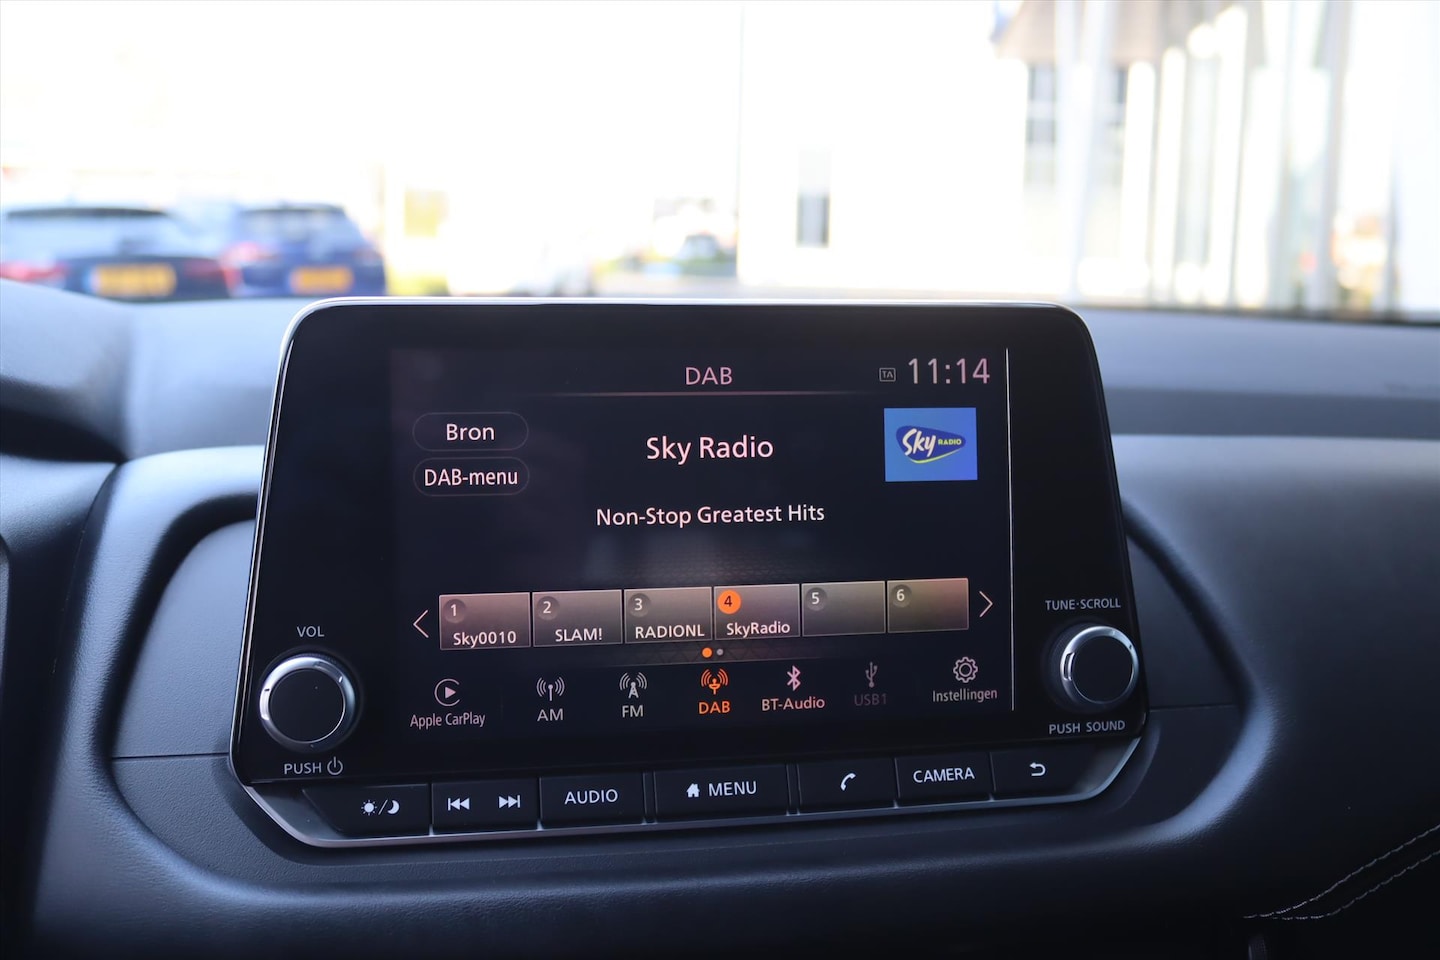 DAB
TA 11:14
Bron
Sky Radio
Sky RADIO
DAB-menu
Non-Stop Greatest Hits
1 Sky0010
2 SLAM!
3 RADIONL
4 SkyRadio
5
6
Apple CarPlay
AM
FM
DAB
BT-Audio
USB1
Instellingen
VOL
PUSH
TUNE·SCROLL
PUSH SOUND
AUDIO
MENU
CAMERA